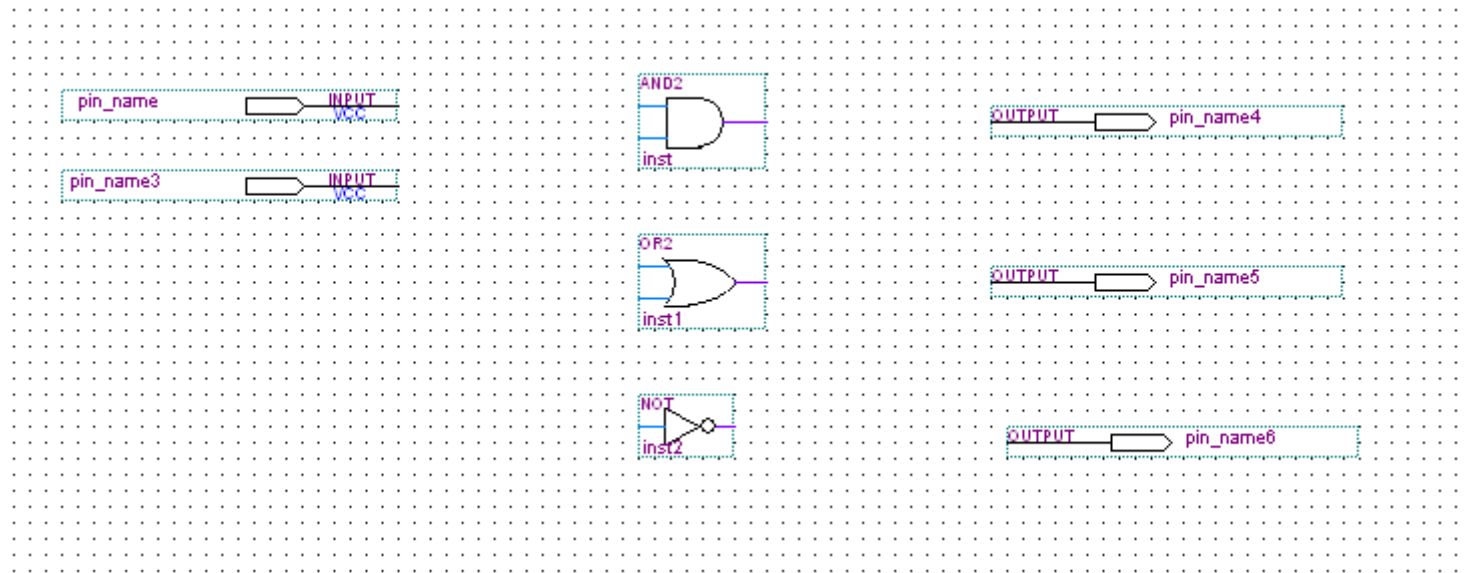 pin_name
INPUT
VCC
pin_name3
INPUT
VCC
AND2
inst
OR2
inst1
NOT
inst2
OUTPUT
pin_name4
OUTPUT
pin_name5
OUTPUT
pin_name6